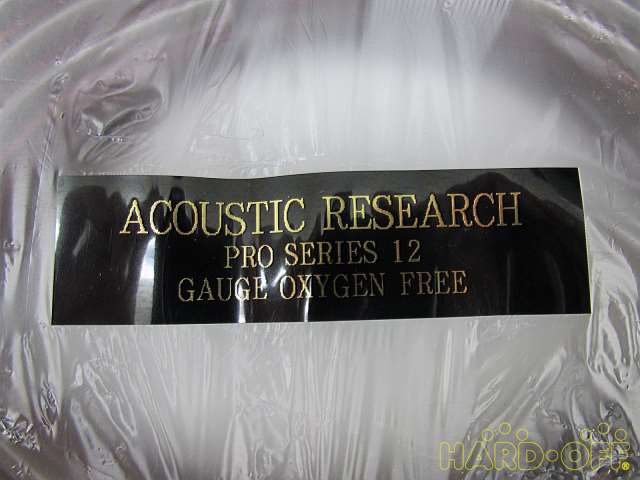 ACOUSTIC RESEARCH
PRO SERIES 12
GAUGE OXYGEN FREE
HARD·OFF®